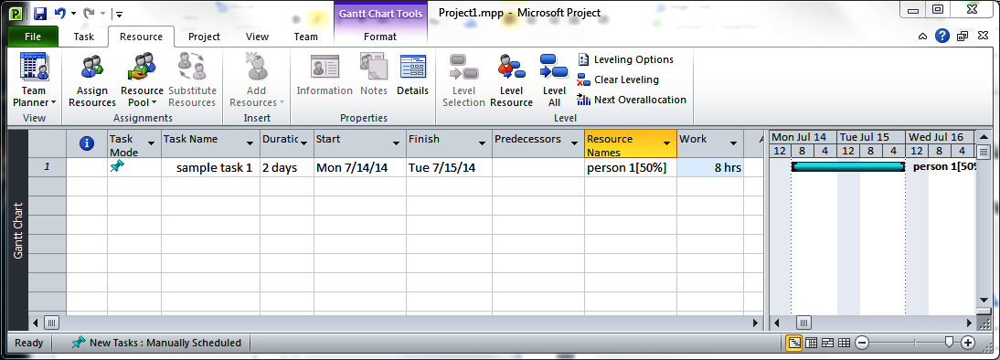 Gantt Chart Tools
Project1.mpp - Microsoft Project
File Task Resource Project View Team Format
Team Planner
Assign Resources
Resource Pool
Substitute Resources
Add Resources
Information
Notes
Details
Level Selection
Level Resource
Level All
Leveling Options
Clear Leveling
Next Overallocation
View Assignments Insert Properties Level
Task Mode
Task Name
Duratic
Start
Finish
Predecessors
Resource Names
Work
A
Mon Jul 14 Tue Jul 15 Wed Jul 16
12 8 4 12 8 4 12 8 4
1 sample task 1 2 days Mon 7/14/14 Tue 7/15/14 person 1[50%] 8 hrs
person 1[50%
Gantt Chart
Ready New Tasks : Manually Scheduled